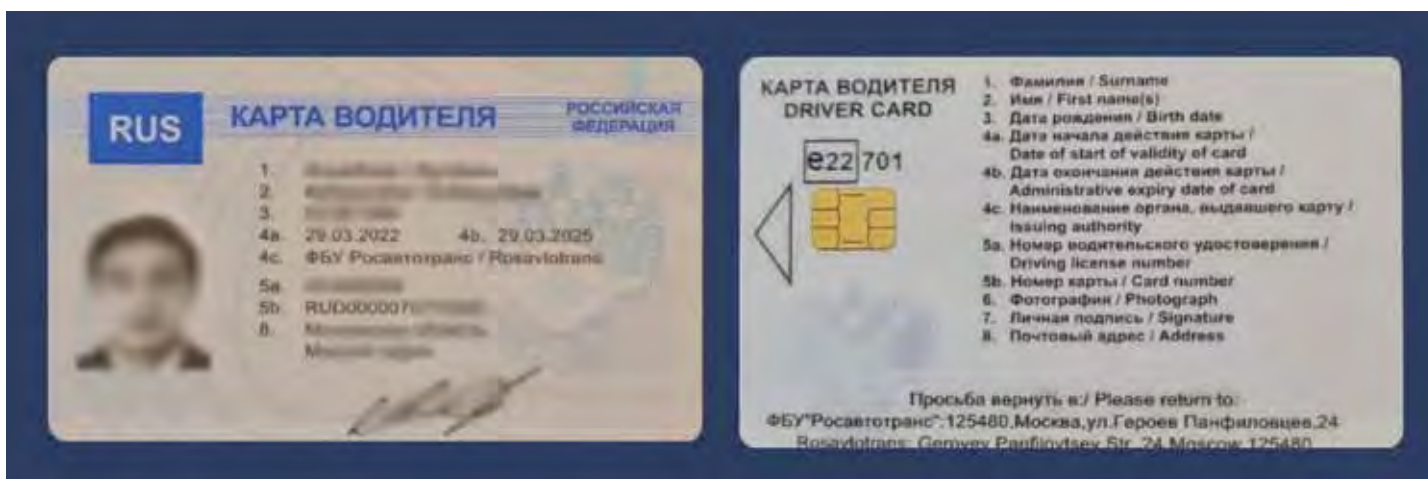 RUS
КАРТА ВОДИТЕЛЯ
РОССИЙСКАЯ
ФЕДЕРАЦИЯ
1.
2.
3.
4a. 29.03.2022 4b. 29.03.2025
4c. ФБУ Росавтотранс / Rosavtotrans
5a
5b. RUD0000007
8.
КАРТА ВОДИТЕЛЯ
DRIVER CARD
e22 701
1. Фамилия / Surname
2. Имя / First name(s)
3. Дата рождения / Birth date
4a. Дата начала действия карты /
Date of start of validity of card
4b. Дата окончания действия карты /
Administrative expiry date of card
4c. Наименование органа, выдавшего карту /
Issuing authority
5a. Номер водительского удостоверения /
Driving license number
5b. Номер карты / Card number
6. Фотография / Photograph
7. Личная подпись / Signature
8. Почтовый адрес / Address
Просьба вернуть в:/ Please return to:
ФБУ"Росавтотранс":125480,Москва,ул.Героев Панфиловцев,24
Rosavtotrans: Geroyev Panfilovtsev Str. 24 Moscow 125480